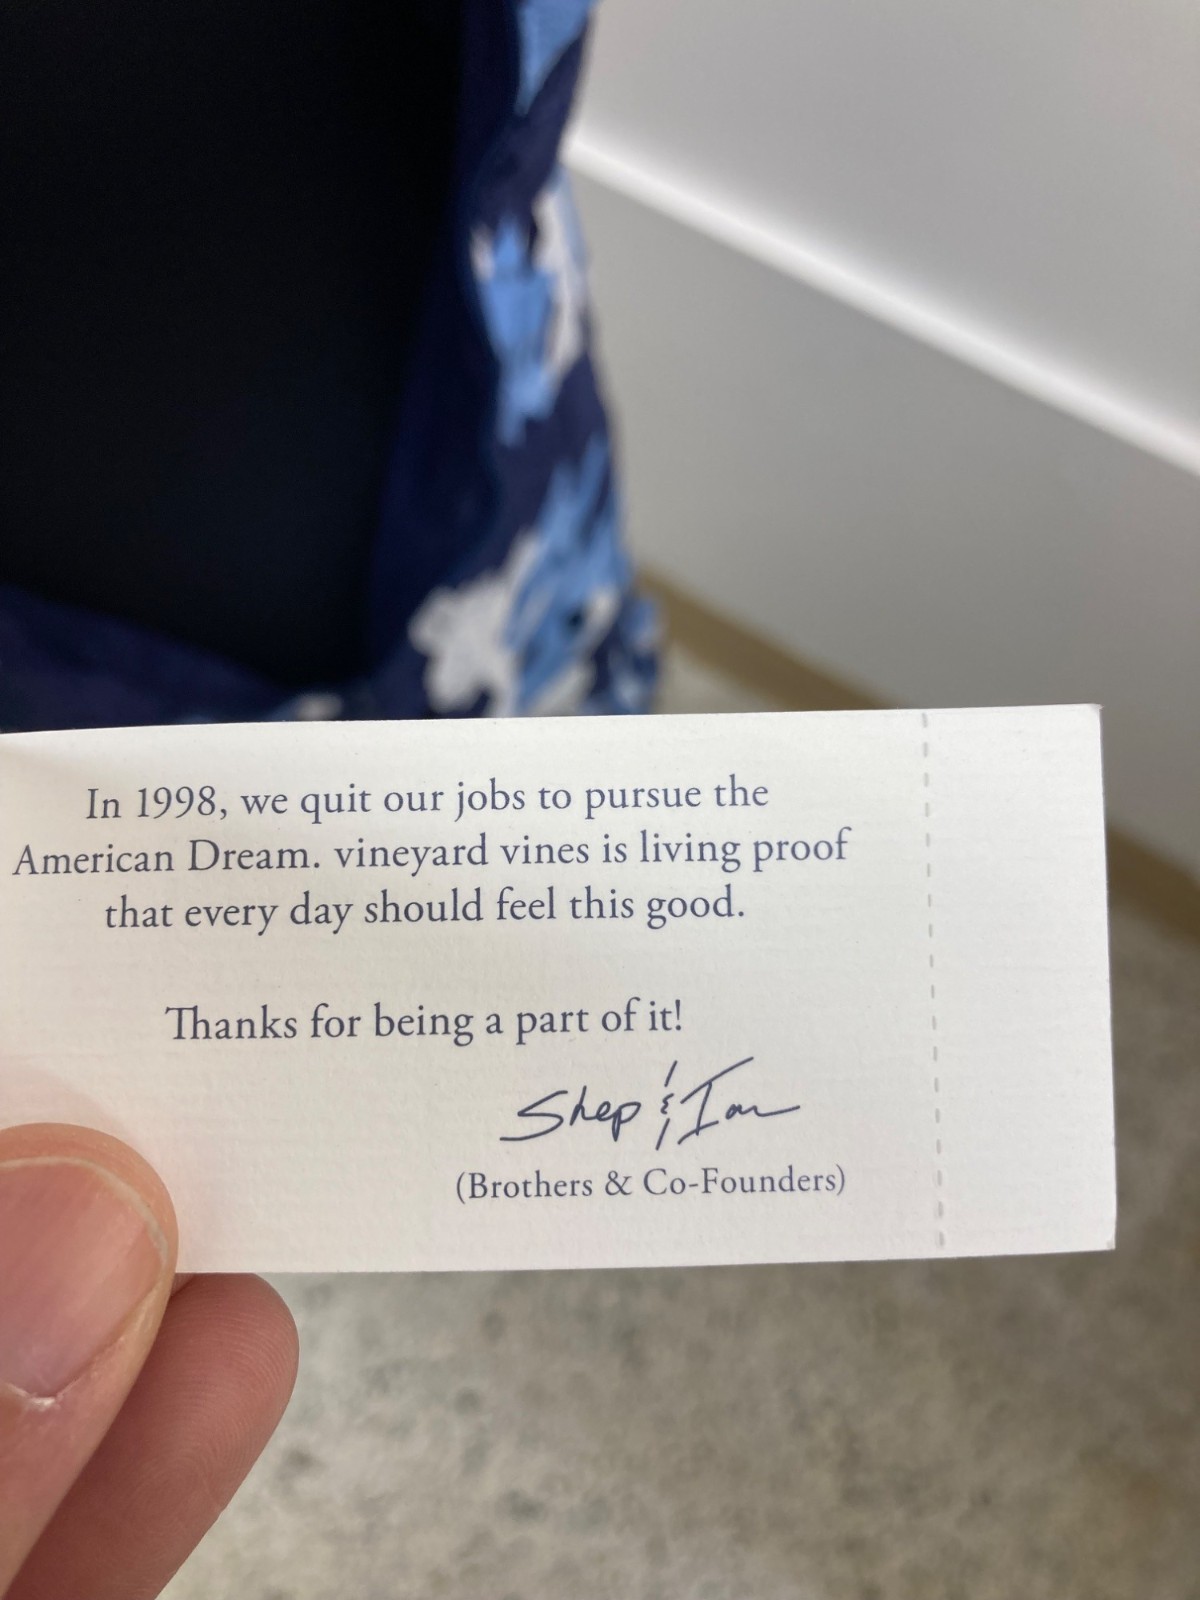 In 1998, we quit our jobs to pursue the
American Dream. vineyard vines is living proof
that every day should feel this good.
Thanks for being a part of it!
Shep & Ian
(Brothers & Co-Founders)